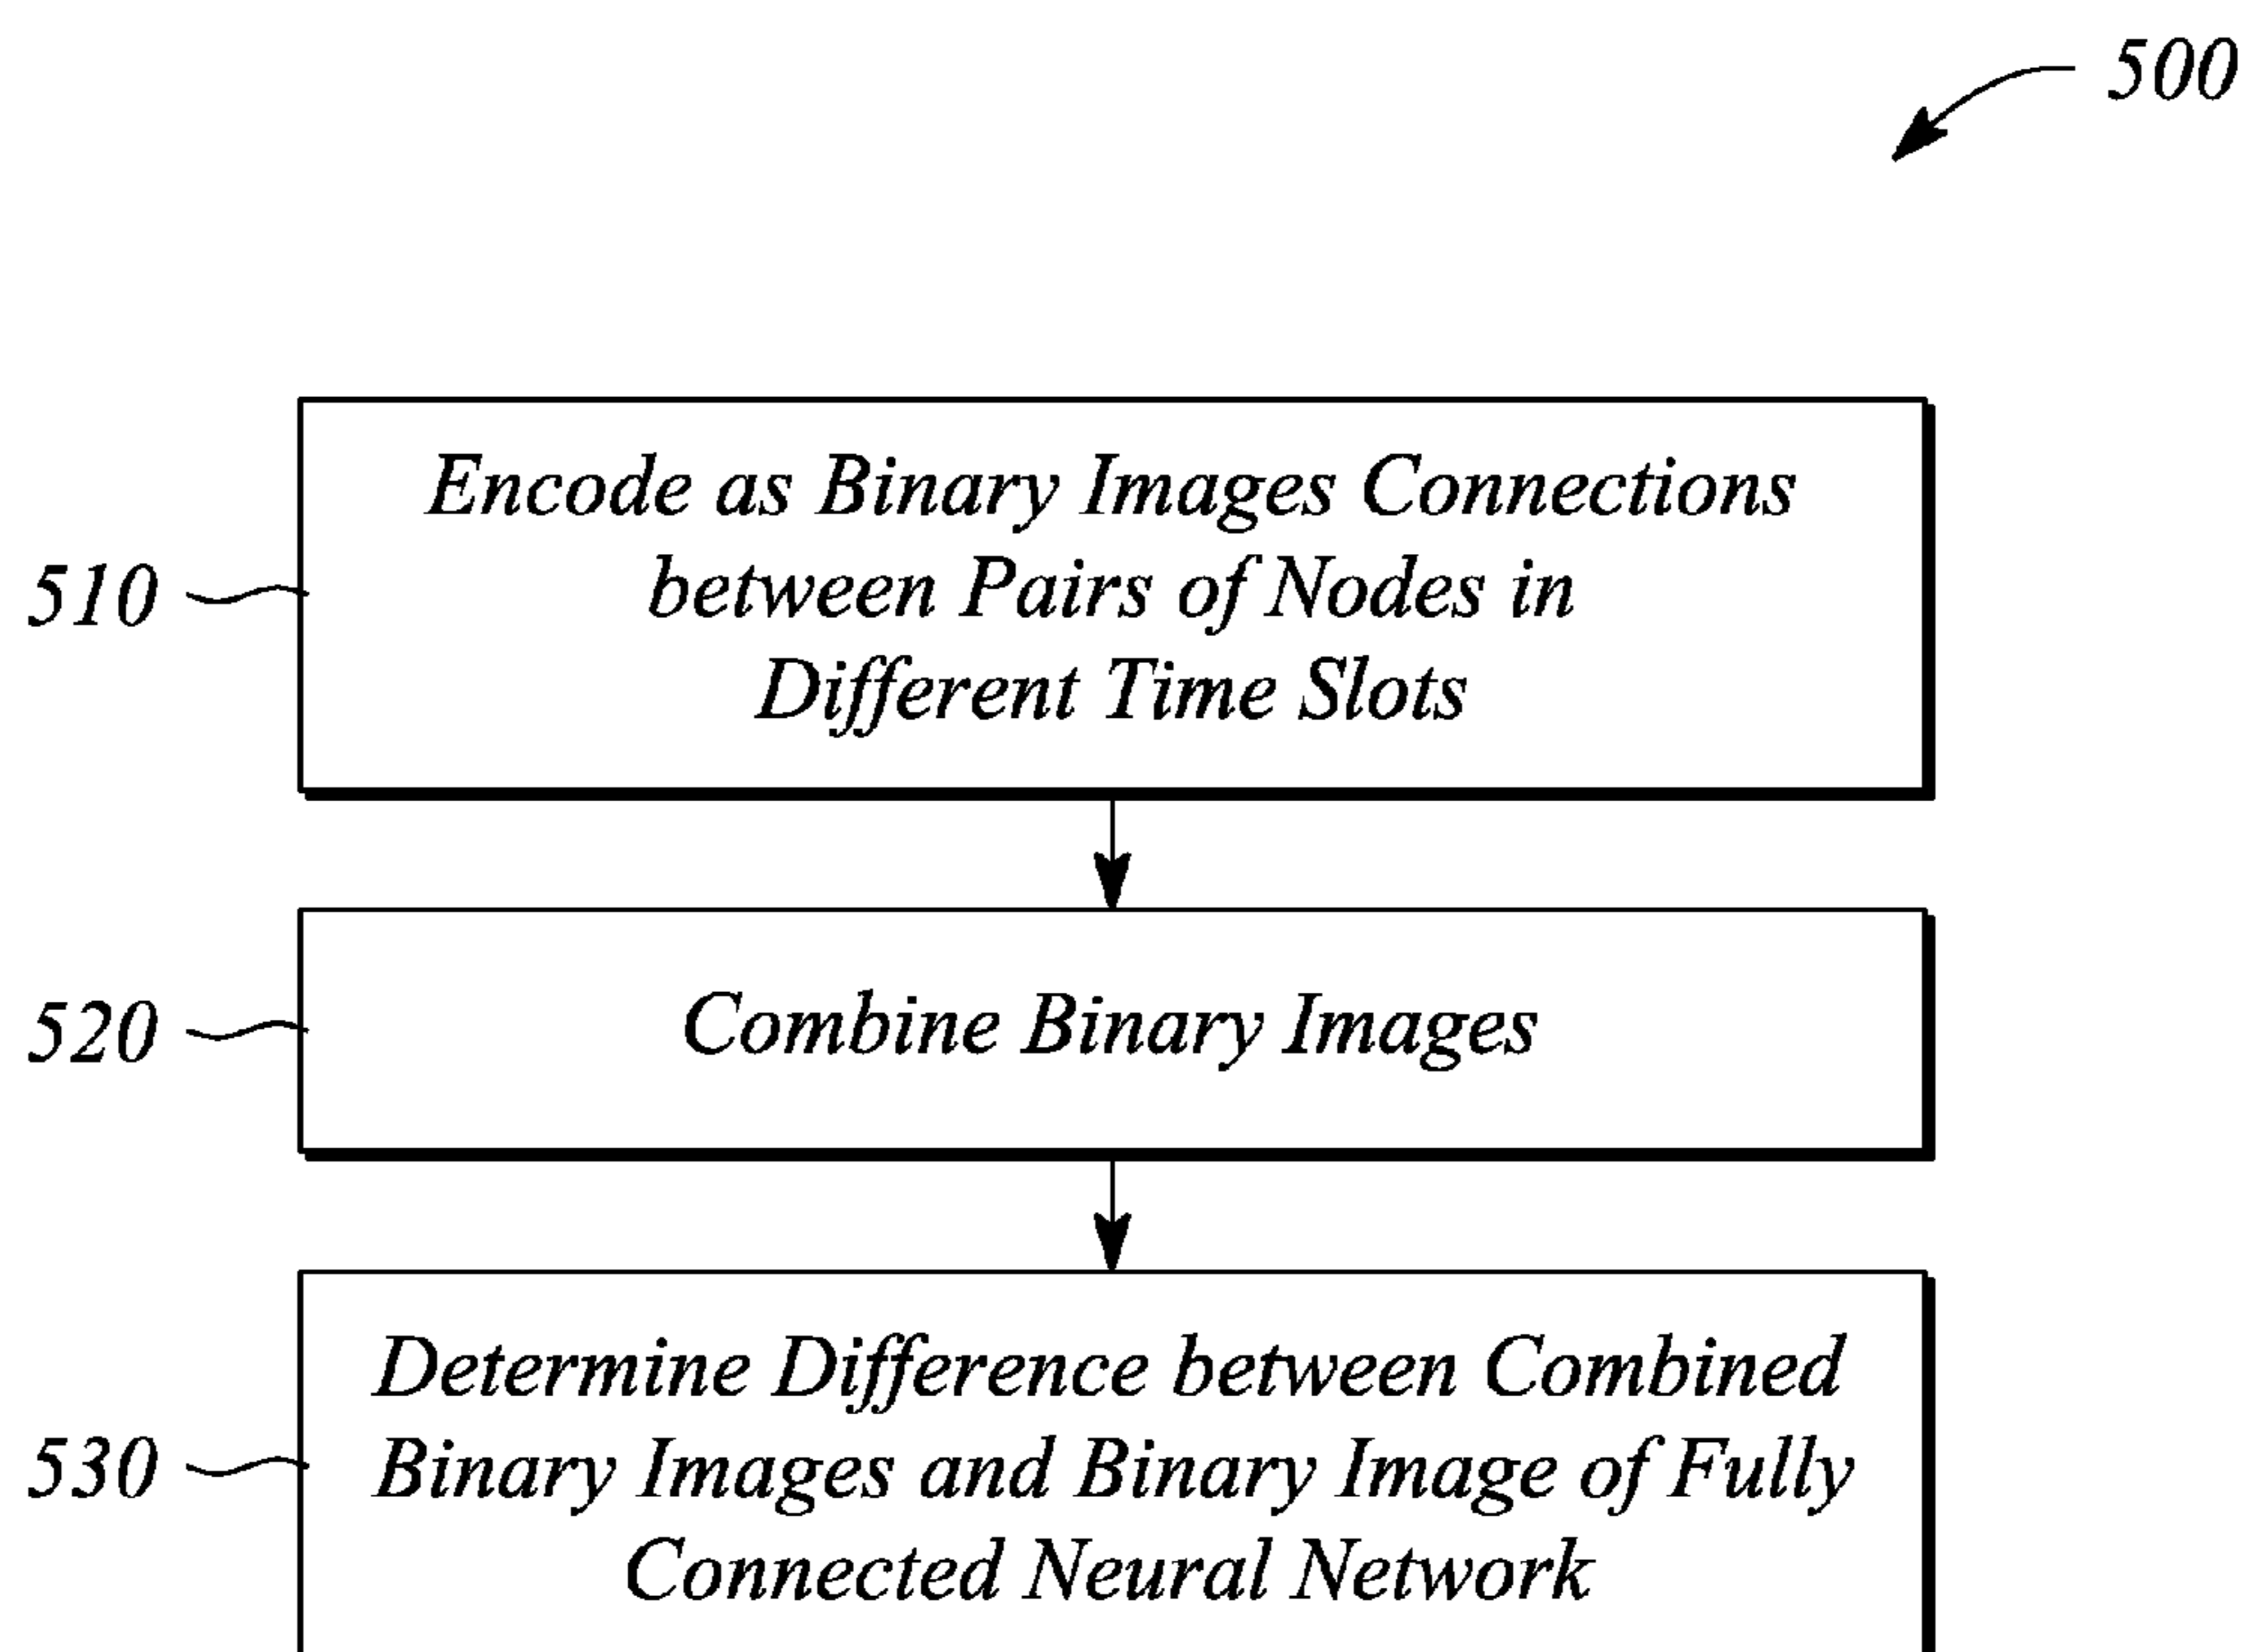 500
510
Encode as Binary Images Connections
between Pairs of Nodes in
Different Time Slots
520
Combine Binary Images
530
Determine Difference between Combined
Binary Images and Binary Image of Fully
Connected Neural Network